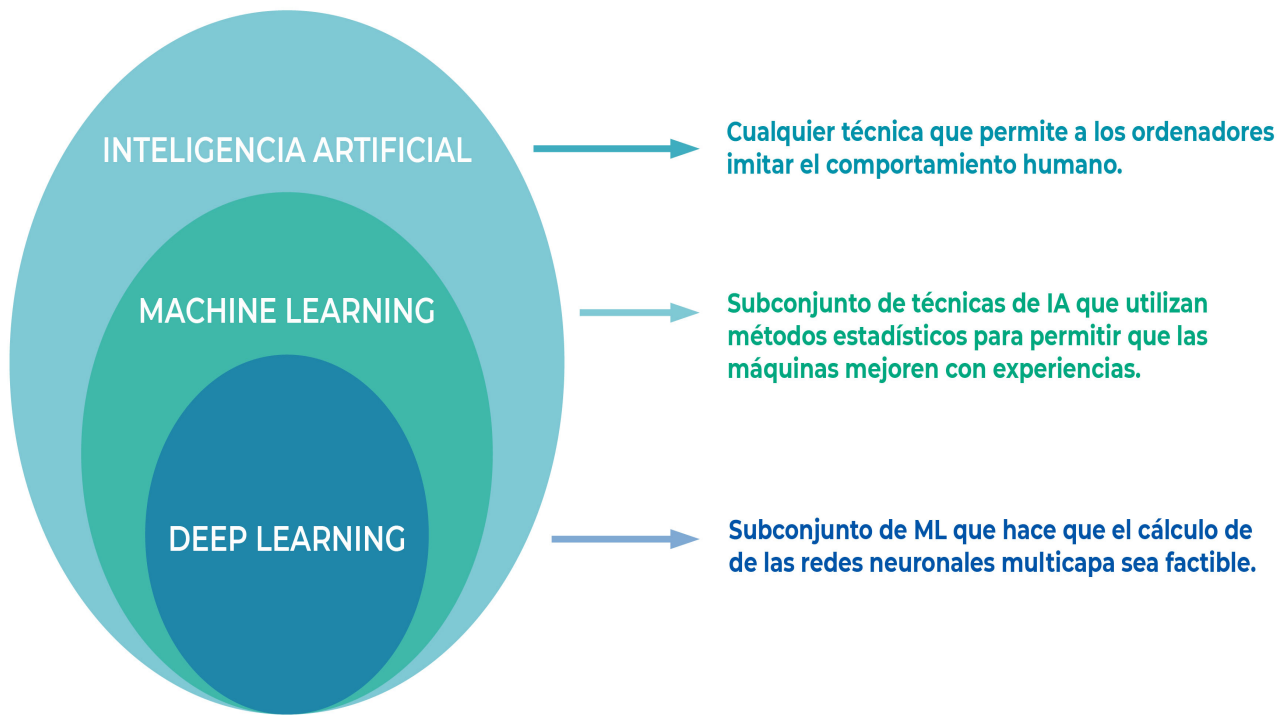 INTELIGENCIA ARTIFICIAL
Cualquier técnica que permite a los ordenadores
imitar el comportamiento humano.
MACHINE LEARNING
Subconjunto de técnicas de IA que utilizan
métodos estadísticos para permitir que las
máquinas mejoren con experiencias.
DEEP LEARNING
Subconjunto de ML que hace que el cálculo de
de las redes neuronales multicapa sea factible.